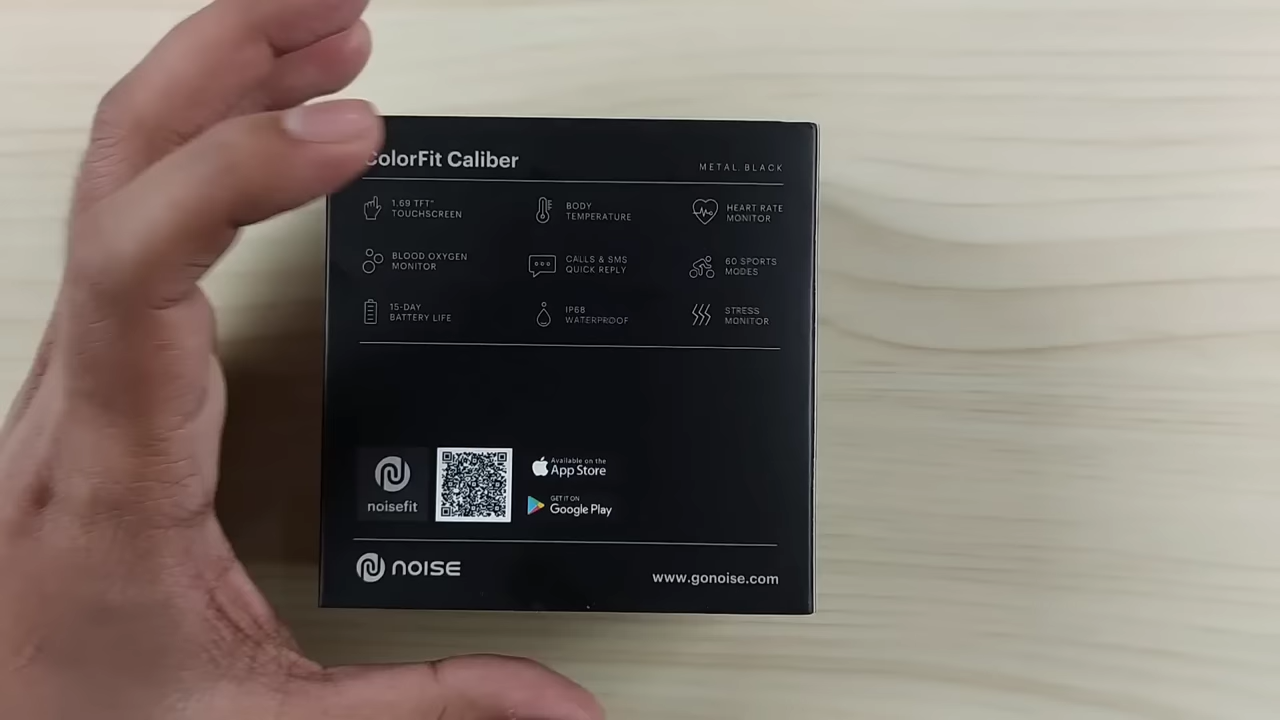 ColorFit Caliber
METAL BLACK
1.69 TFT*
TOUCHSCREEN
BODY
TEMPERATURE
HEART RATE
MONITOR
BLOOD OXYGEN
MONITOR
CALLS & SMS
QUICK REPLY
60 SPORTS
MODES
15-DAY
BATTERY LIFE
IP68
WATERPROOF
STRESS
MONITOR
noisefit
Available on the
App Store
GET IT ON
Google Play
NOISE
www.gonoise.com